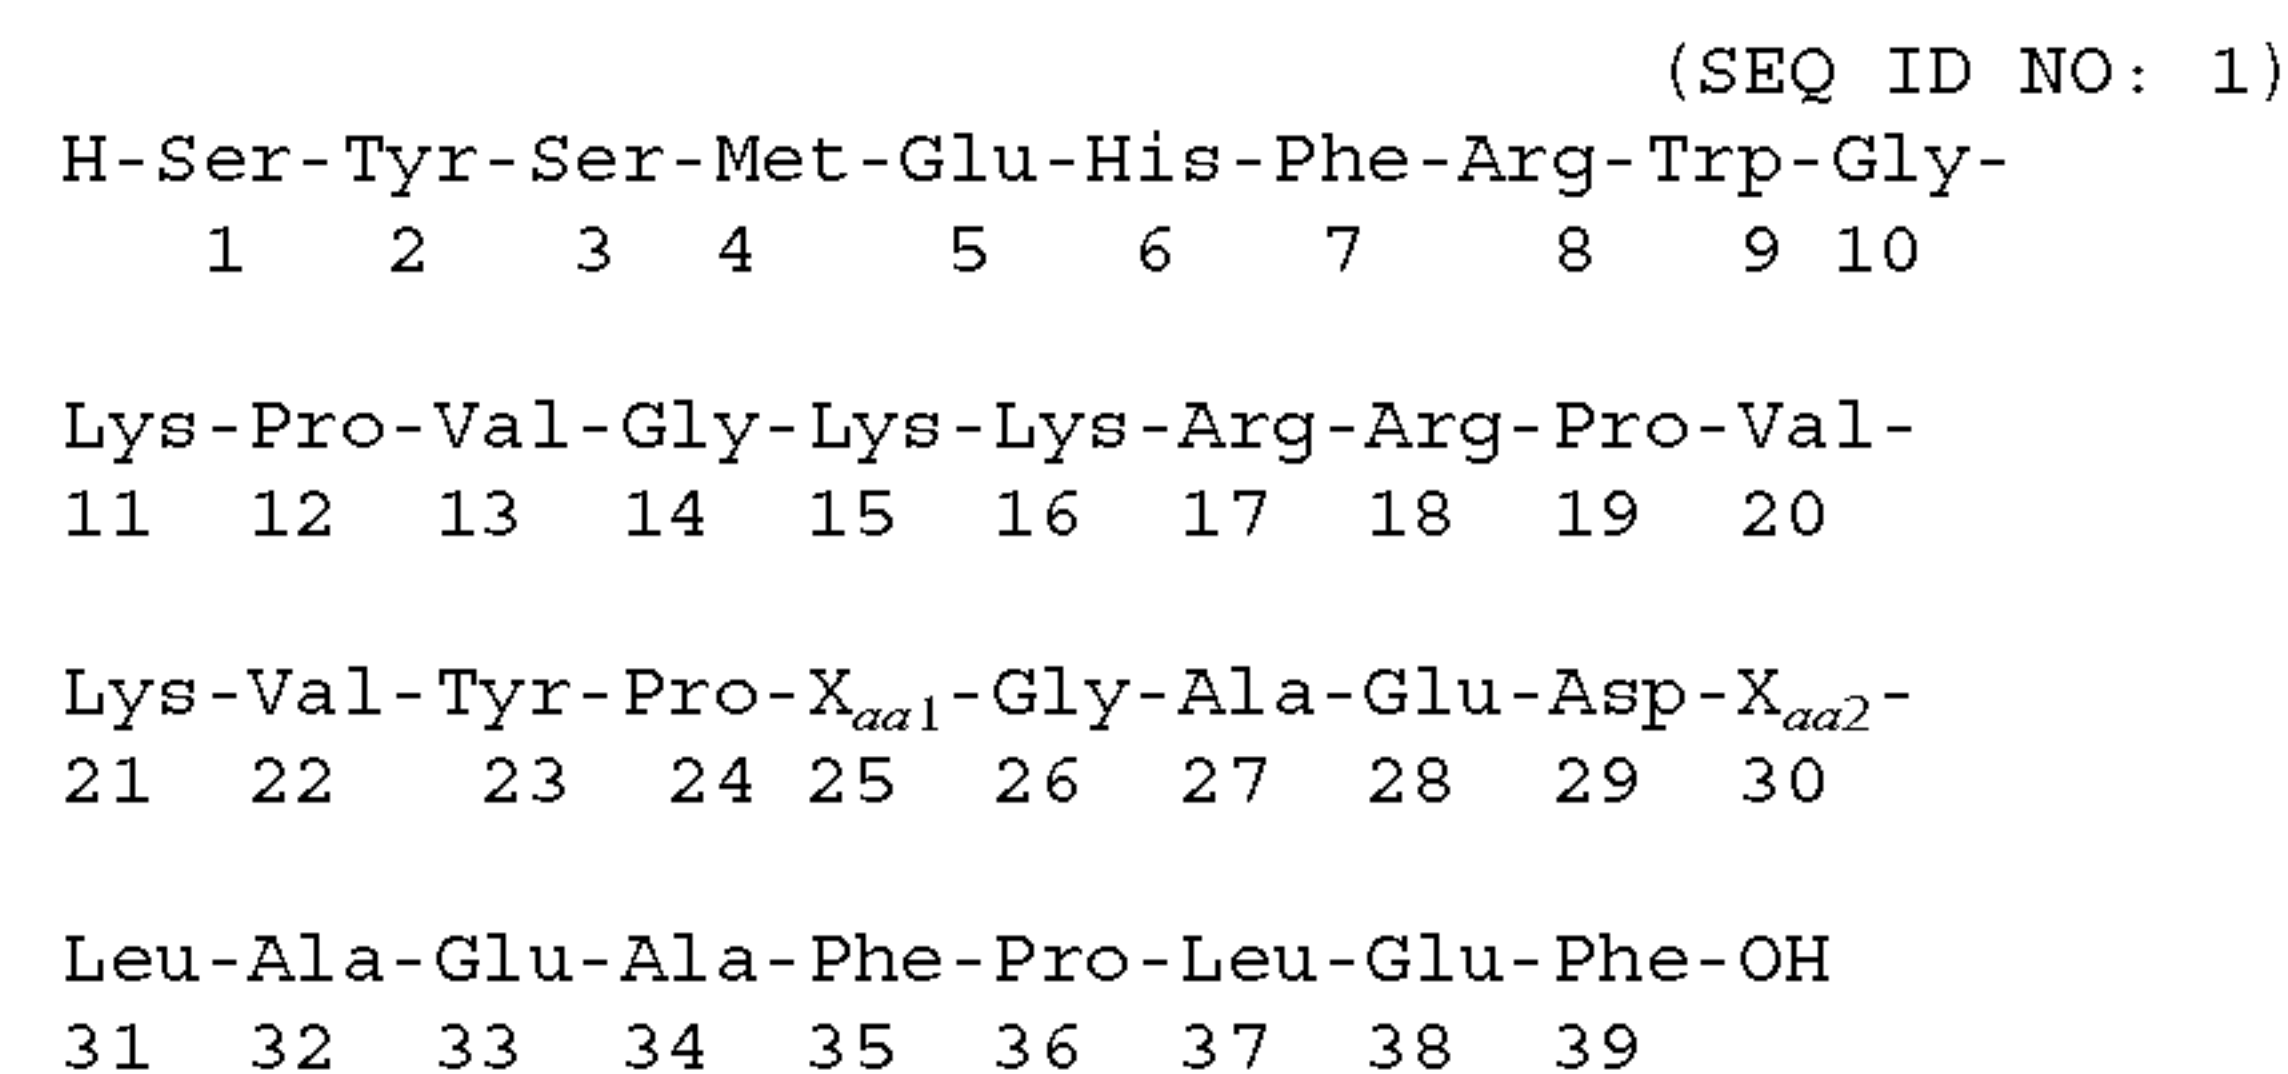 (SEQ ID NO: 1)
H-Ser-Tyr-Ser-Met-Glu-His-Phe-Arg-Trp-Gly-
1 2 3 4 5 6 7 8 9 10
Lys-Pro-Val-Gly-Lys-Lys-Arg-Arg-Pro-Val-
11 12 13 14 15 16 17 18 19 20
Lys-Val-Tyr-Pro-Xaa1-Gly-Ala-Glu-Asp-Xaa2-
21 22 23 24 25 26 27 28 29 30
Leu-Ala-Glu-Ala-Phe-Pro-Leu-Glu-Phe-OH
31 32 33 34 35 36 37 38 39